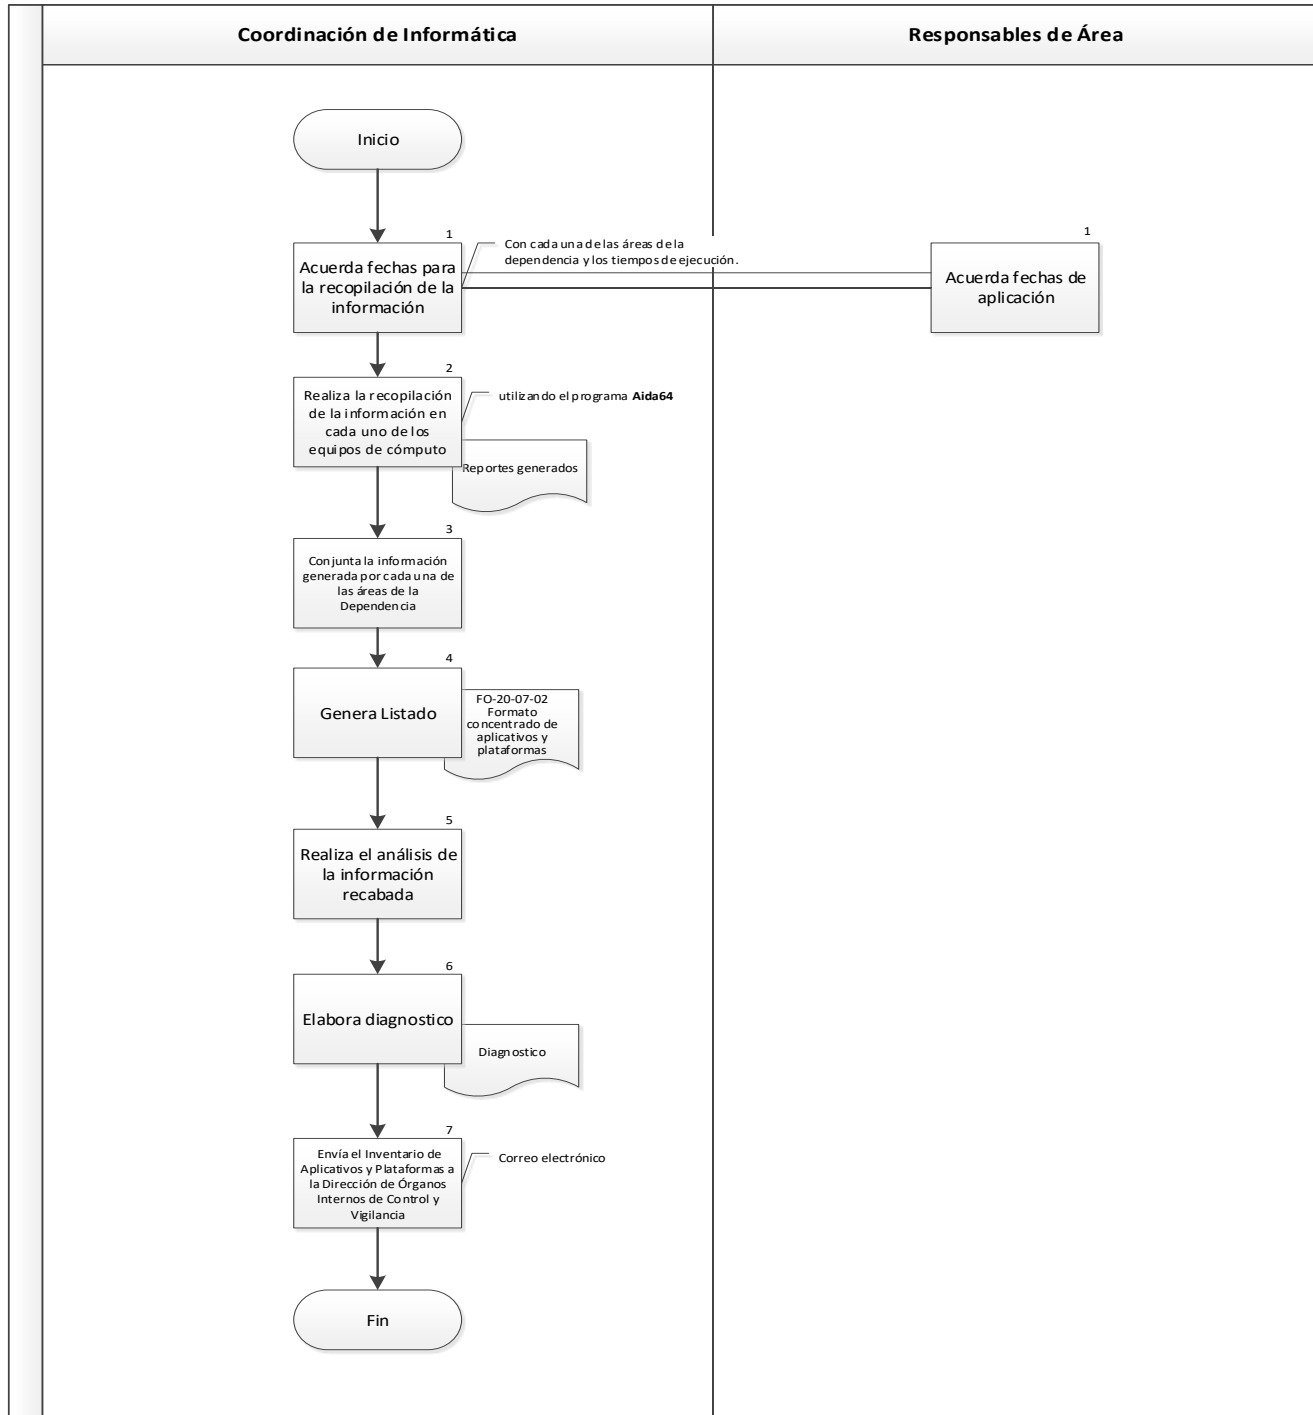 Coordinación de Informática
Responsables de Área
Inicio
1
Acuerda fechas para
la recopilación de la
información
Con cada una de las áreas de la
dependencia y los tiempos de ejecución.
1
Acuerda fechas de
aplicación
2
Realiza la recopilación
de la información en
cada uno de los
equipos de cómputo
utilizando el programa Aida64
Reportes generados
3
Conjunta la información
generada por cada una de
las áreas de la
Dependencia
4
Genera Listado
FO-20-07-02
Formato
concentrado de
aplicativos y
plataformas
5
Realiza el análisis de
la información
recabada
6
Elabora diagnostico
Diagnostico
7
Envía el Inventario de
Aplicativos y Plataformas a
la Dirección de Órganos
Internos de Control y
Vigilancia
Correo electrónico
Fin